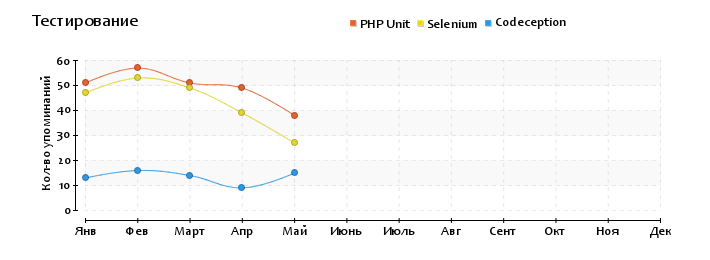 Тестирование
PHP Unit Selenium Codeception
Кол-во упоминаний
60
50
40
30
20
10
0
Янв Фев Март Апр Май Июнь Июль Авг Сент Окт Ноя Дек